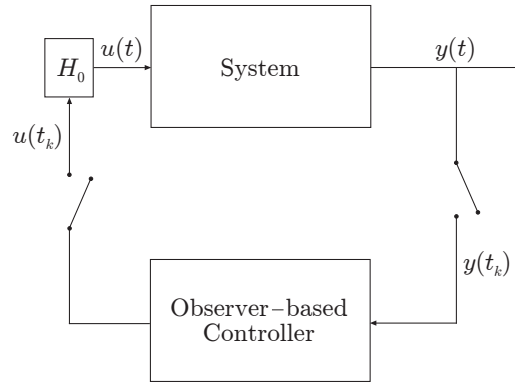 u(t)
System
y(t)
H₀
u(tₖ)
y(tₖ)
Observer–based
Controller